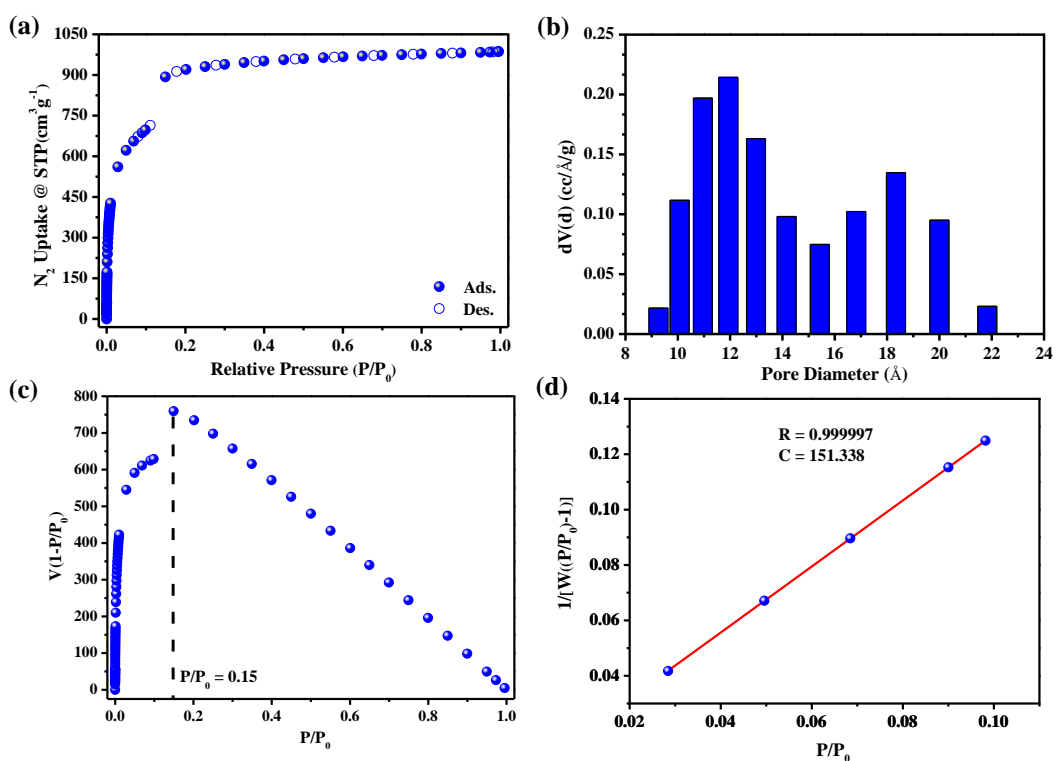 (a)
1050
900
750
600
450
300
150
0
N₂ Uptake @ STP(cm³g⁻¹)
Ads.
Des.
0.0 0.2 0.4 0.6 0.8 1.0
Relative Pressure (P/P₀)
(b)
0.25
0.20
0.15
0.10
0.05
0.00
dV(d) (cc/Å/g)
8 10 12 14 16 18 20 22 24
Pore Diameter (Å)
(c)
800
700
600
500
400
300
200
100
0
V(1-P/P₀)
P/P₀ = 0.15
0.0 0.2 0.4 0.6 0.8 1.0
P/P₀
(d)
0.14
0.12
0.10
0.08
0.06
0.04
1/[W((P/P₀)-1)]
R = 0.999997
C = 151.338
0.02 0.04 0.06 0.08 0.10
P/P₀